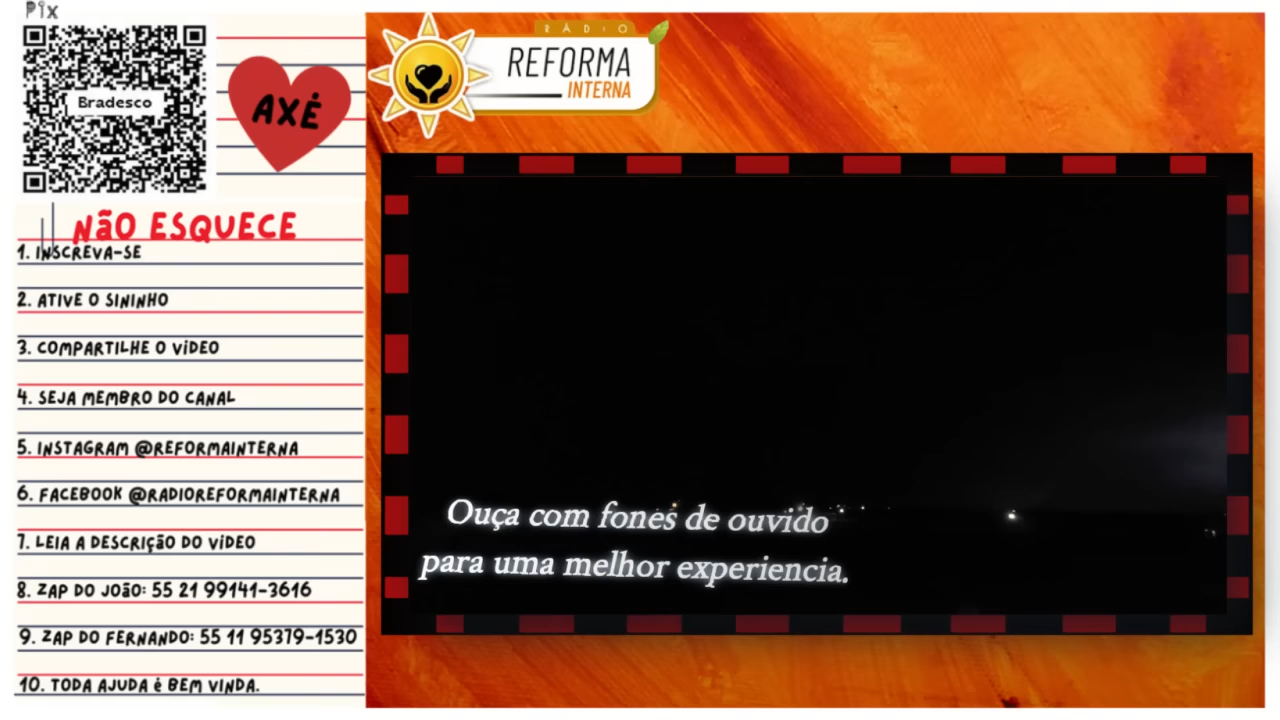 Pix
Bradesco
AXÉ
NãO ESQUECE
1. INSCREVA-SE
2. ATIVE O SININHO
3. COMPARTILHE O VíDEO
4. SEJA MEMBRO DO CANAL
5. INSTAGRAM @REFORMAINTERNA
6. FACEBOOK @RADIOREFORMAINTERNA
7. LEIA A DESCRIÇãO DO VíDEO
8. ZAP DO JOãO: 55 21 99141-3616
9. ZAP DO FERNANDO: 55 11 95379-1530
10. TODA AJUDA é BEM VINDA.
RÁDIO
REFORMA
INTERNA
Ouça com fones de ouvido
para uma melhor experiencia.